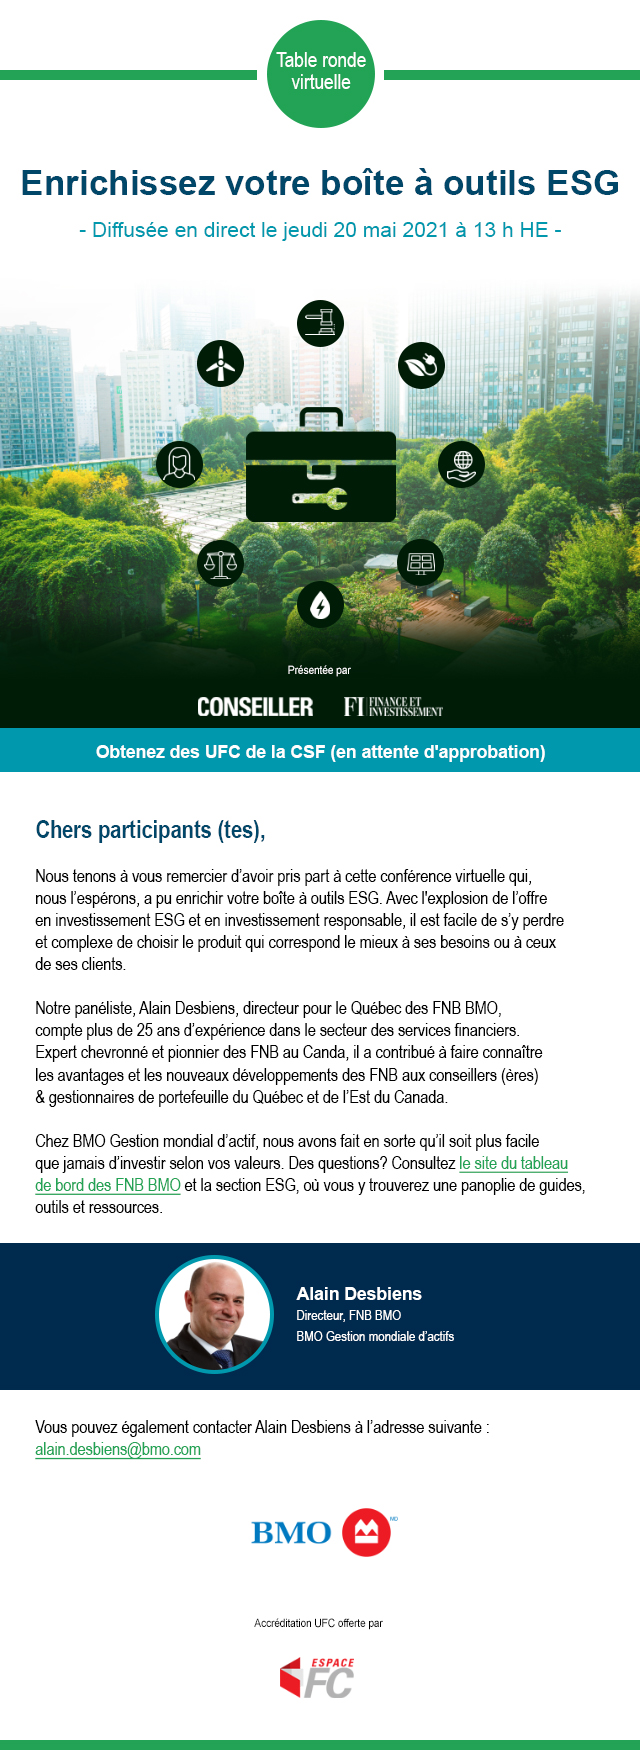 Table ronde
virtuelle
Enrichissez votre boîte à outils ESG
- Diffusée en direct le jeudi 20 mai 2021 à 13 h HE -
Présentée par
CONSEILLER
FI FINANCE ET
INVESTISSEMENT
Obtenez des UFC de la CSF (en attente d'approbation)
Chers participants (tes),
Nous tenons à vous remercier d’avoir pris part à cette conférence virtuelle qui,
nous l’espérons, a pu enrichir votre boîte à outils ESG. Avec l'explosion de l’offre
en investissement ESG et en investissement responsable, il est facile de s’y perdre
et complexe de choisir le produit qui correspond le mieux à ses besoins ou à ceux
de ses clients.
Notre panéliste, Alain Desbiens, directeur pour le Québec des FNB BMO,
compte plus de 25 ans d’expérience dans le secteur des services financiers.
Expert chevronné et pionnier des FNB au Canda, il a contribué à faire connaître
les avantages et les nouveaux développements des FNB aux conseillers (ères)
& gestionnaires de portefeuille du Québec et de l’Est du Canada.
Chez BMO Gestion mondial d’actif, nous avons fait en sorte qu’il soit plus facile
que jamais d’investir selon vos valeurs. Des questions? Consultez le site du tableau
de bord des FNB BMO et la section ESG, où vous y trouverez une panoplie de guides,
outils et ressources.
Alain Desbiens
Directeur, FNB BMO
BMO Gestion mondiale d’actifs
Vous pouvez également contacter Alain Desbiens à l’adresse suivante :
alain.desbiens@bmo.com
BMO MD
Accréditation UFC offerte par
ESPACE
FC